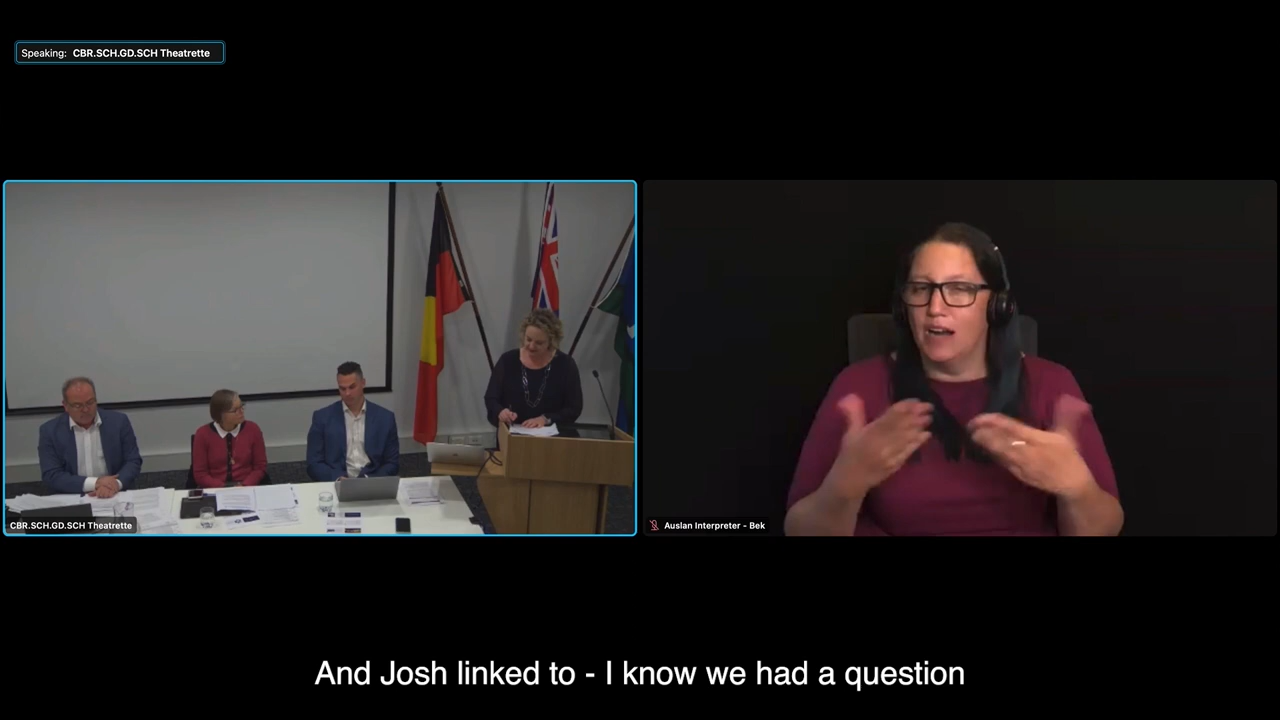 Speaking: CBR.SCH.GD.SCH Theatrette
CBR.SCH.GD.SCH Theatrette
Auslan Interpreter - Bek
And Josh linked to - I know we had a question